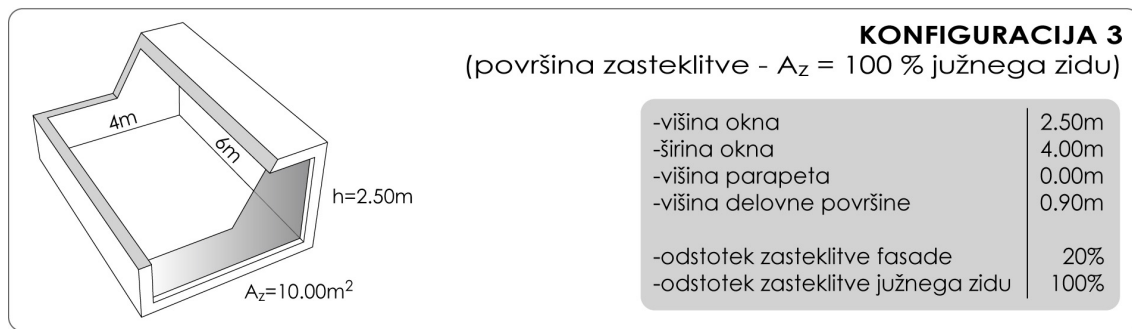 KONFIGURACIJA 3
(površina zasteklitve - Az = 100 % južnega zidu)
4m
6m
h=2.50m
Az=10.00m²
-višina okna 2.50m
-širina okna 4.00m
-višina parapeta 0.00m
-višina delovne površine 0.90m
-odstotek zasteklitve fasade 20%
-odstotek zasteklitve južnega zidu 100%